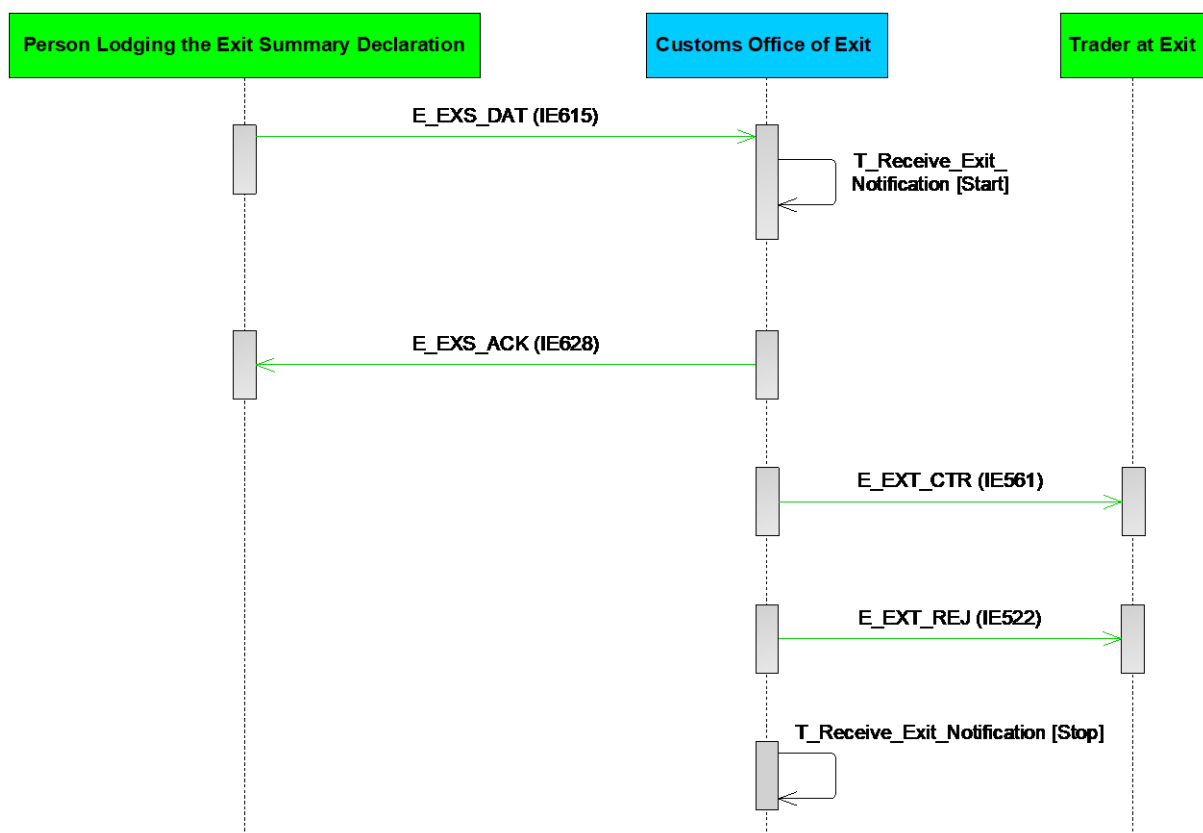 Person Lodging the Exit Summary Declaration
Customs Office of Exit
Trader at Exit
E_EXS_DAT (IE615)
T_Receive_Exit_
Notification [Start]
E_EXS_ACK (IE628)
E_EXT_CTR (IE561)
E_EXT_REJ (IE522)
T_Receive_Exit_Notification [Stop]